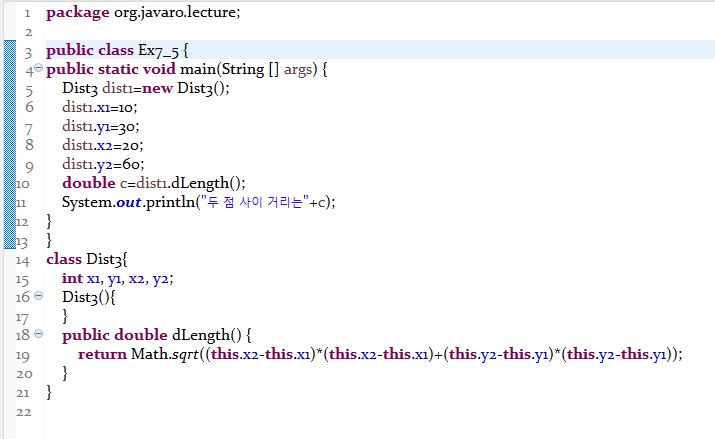 1 package org.javaro.lecture;
2
3 public class Ex7_5 {
4 public static void main(String [] args) {
5 Dist3 dist1=new Dist3();
6 dist1.x1=10;
7 dist1.y1=30;
8 dist1.x2=20;
9 dist1.y2=60;
10 double c=dist1.dLength();
11 System.out.println("두 점 사이 거리는"+c);
12 }
13 }
14 class Dist3{
15 int x1, y1, x2, y2;
16 Dist3(){
17 }
18 public double dLength() {
19 return Math.sqrt((this.x2-this.x1)*(this.x2-this.x1)+(this.y2-this.y1)*(this.y2-this.y1));
20 }
21 }
22